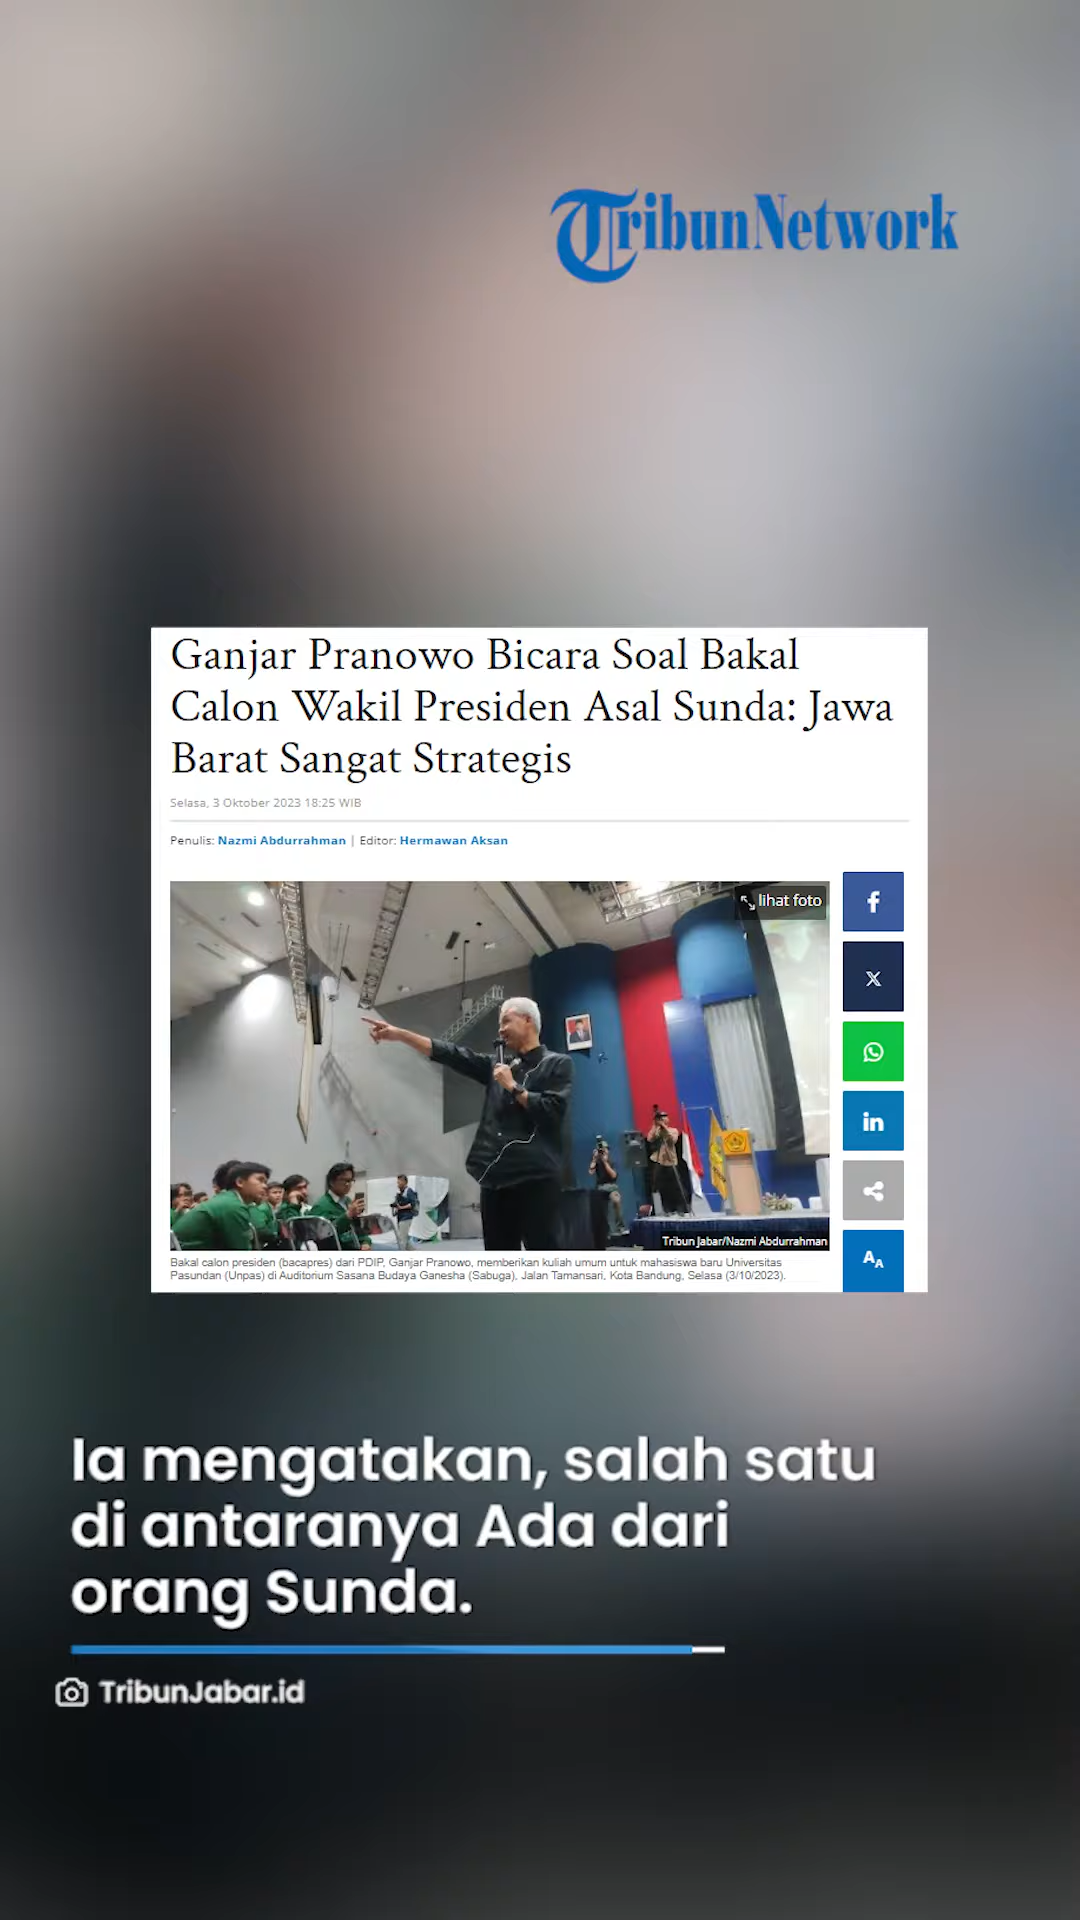 TribunNetwork
Ganjar Pranowo Bicara Soal Bakal
Calon Wakil Presiden Asal Sunda: Jawa
Barat Sangat Strategis
Selasa, 3 Oktober 2023 18:25 WIB
Penulis: Nazmi Abdurrahman | Editor: Hermawan Aksan
lihat foto
f
X
in
Tribun Jabar/Nazmi Abdurrahman
AA
Bakal calon presiden (bacapres) dari PDIP, Ganjar Pranowo, memberikan kuliah umum untuk mahasiswa baru Universitas
Pasundan (Unpas) di Auditorium Sasana Budaya Ganesha (Sabuga), Jalan Tamansari, Kota Bandung, Selasa (3/10/2023).
Ia mengatakan, salah satu
di antaranya Ada dari
orang Sunda.
TribunJabar.id